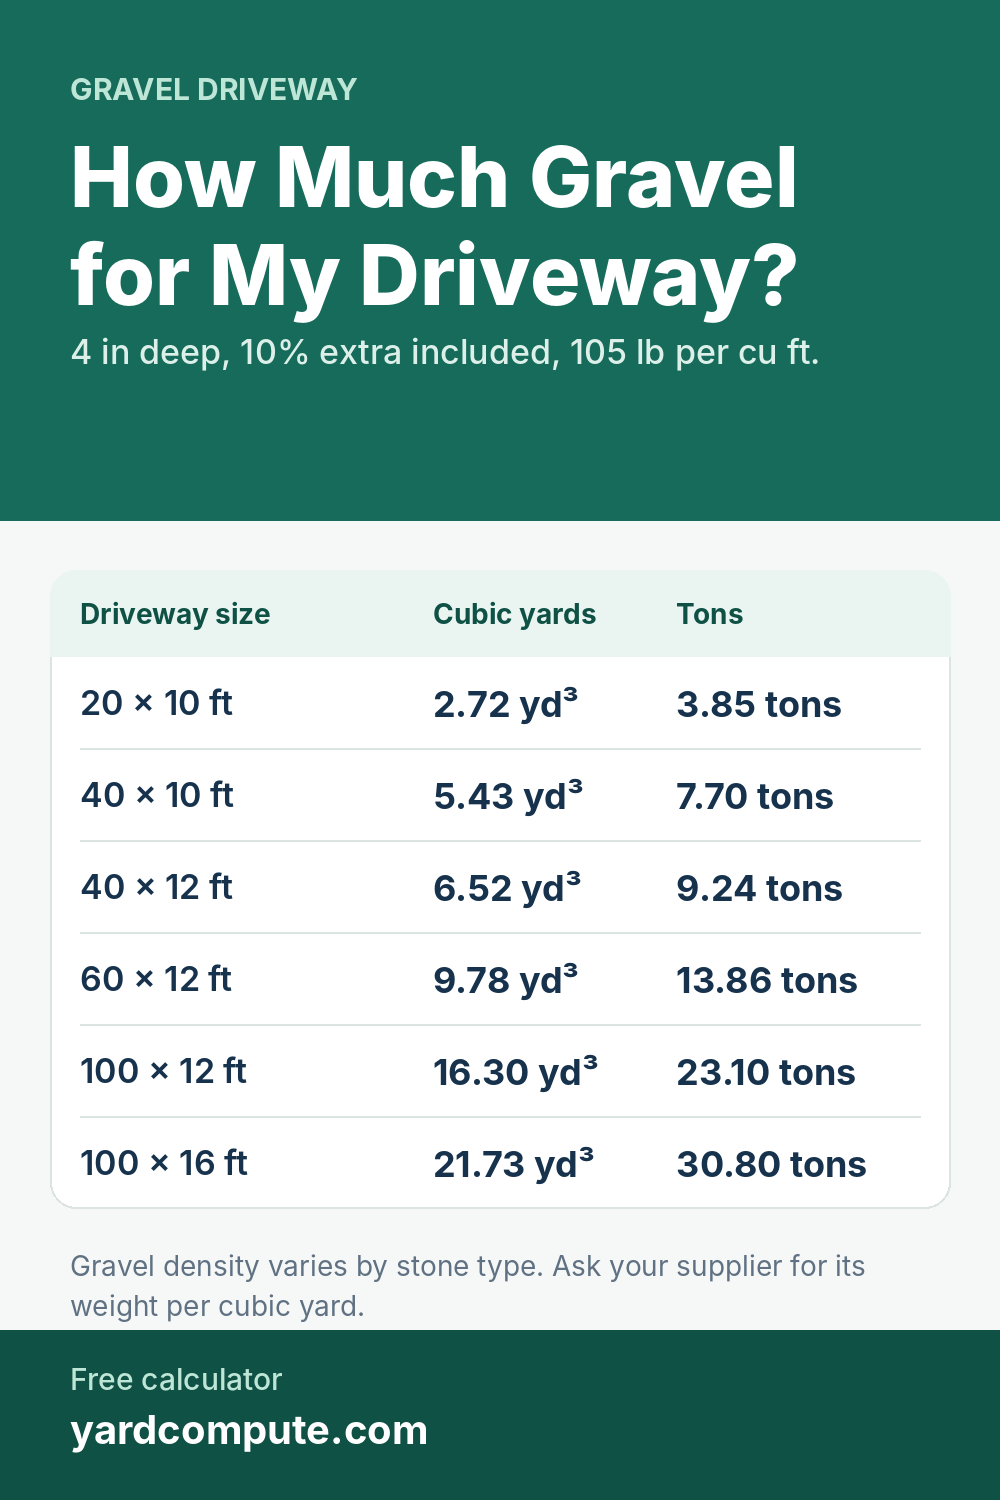 GRAVEL DRIVEWAY
How Much Gravel
for My Driveway?
4 in deep, 10% extra included, 105 lb per cu ft.
Driveway size Cubic yards Tons
20 × 10 ft 2.72 yd³ 3.85 tons
40 × 10 ft 5.43 yd³ 7.70 tons
40 × 12 ft 6.52 yd³ 9.24 tons
60 × 12 ft 9.78 yd³ 13.86 tons
100 × 12 ft 16.30 yd³ 23.10 tons
100 × 16 ft 21.73 yd³ 30.80 tons
Gravel density varies by stone type. Ask your supplier for its
weight per cubic yard.
Free calculator
yardcompute.com